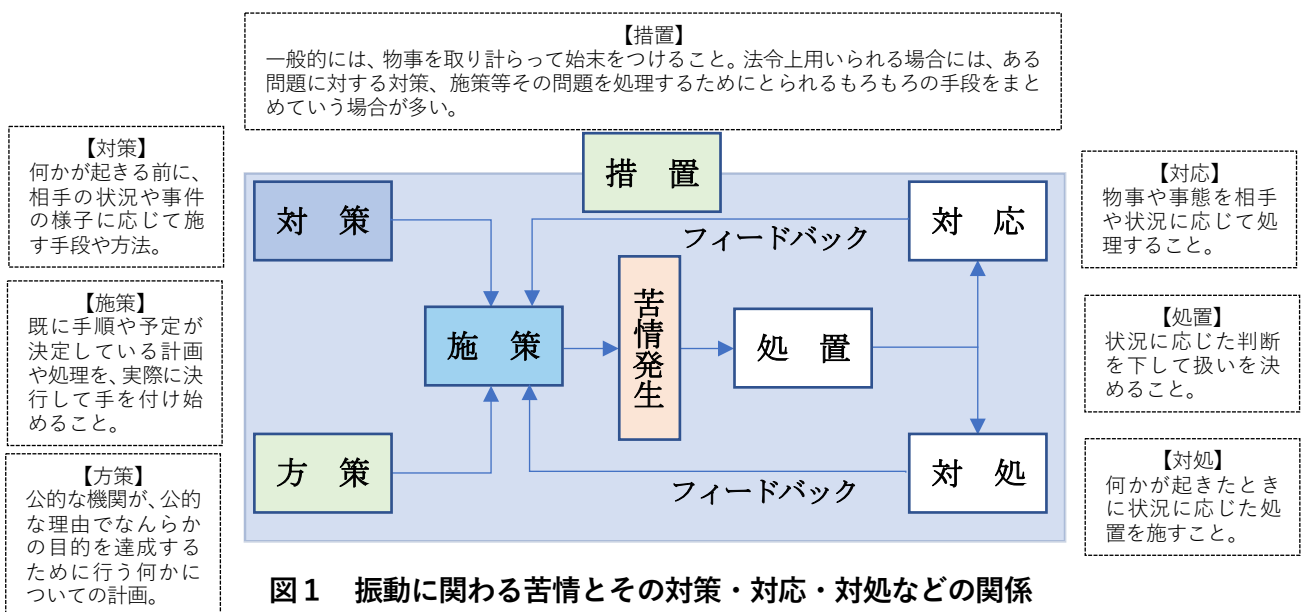 【措置】
一般的には、物事を取り計らって始末をつけること。法令上用いられる場合には、ある
問題に対する対策、施策等その問題を処理するためにとられるもろもろの手段をまと
めていう場合が多い。
【対策】
何かが起きる前に、
相手の状況や事件
の様子に応じて施
す手段や方法。
【施策】
既に手順や予定が
決定している計画
や処理を、実際に決
行して手を付け始
めること。
【方策】
公的な機関が、公的
な理由でなんらか
の目的を達成する
ために行う何かに
ついての計画。
措 置
対 策
対 応
フィードバック
施 策
苦情発生
処 置
方 策
対 処
フィードバック
【対応】
物事や事態を相手
や状況に応じて処
理すること。
【処置】
状況に応じた判断
を下して扱いを決
めること。
【対処】
何かが起きたとき
に状況に応じた処
置を施すこと。
図1 振動に関わる苦情とその対策・対応・対処などの関係